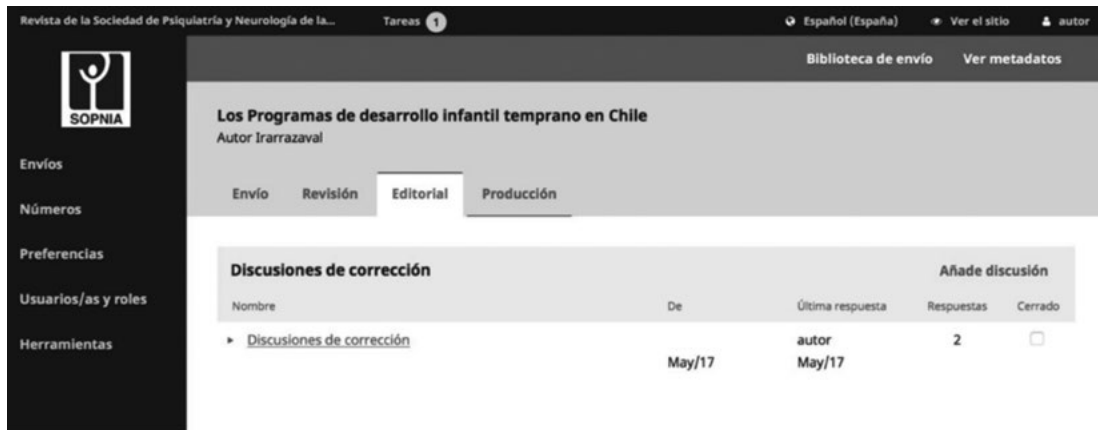 Revista de la Sociedad de Psiquiatría y Neurología de la... Tareas 1 Español (España) Ver el sitio autor
Biblioteca de envío Ver metadatos
SOPNIA
Los Programas de desarrollo infantil temprano en Chile
Autor Irarrazaval
Envíos
Números
Preferencias
Usuarios/as y roles
Herramientas
Envío Revisión Editorial Producción
Discusiones de corrección Añade discusión
Nombre De Última respuesta Respuestas Cerrado
Discusiones de corrección autor 2
May/17 May/17